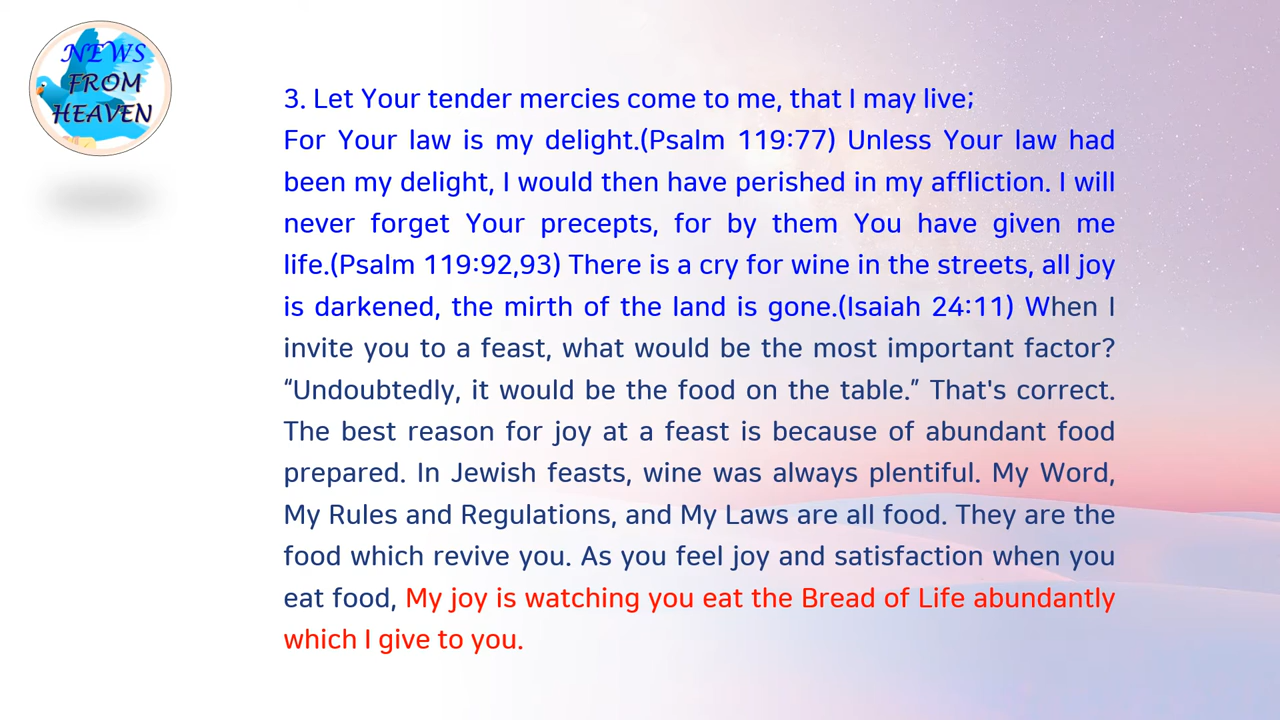 NEWS
FROM
HEAVEN
3. Let Your tender mercies come to me, that I may live;
For Your law is my delight.(Psalm 119:77) Unless Your law had
been my delight, I would then have perished in my affliction. I will
never forget Your precepts, for by them You have given me
life.(Psalm 119:92,93) There is a cry for wine in the streets, all joy
is darkened, the mirth of the land is gone.(Isaiah 24:11) When I
invite you to a feast, what would be the most important factor?
“Undoubtedly, it would be the food on the table.” That's correct.
The best reason for joy at a feast is because of abundant food
prepared. In Jewish feasts, wine was always plentiful. My Word,
My Rules and Regulations, and My Laws are all food. They are the
food which revive you. As you feel joy and satisfaction when you
eat food, My joy is watching you eat the Bread of Life abundantly
which I give to you.